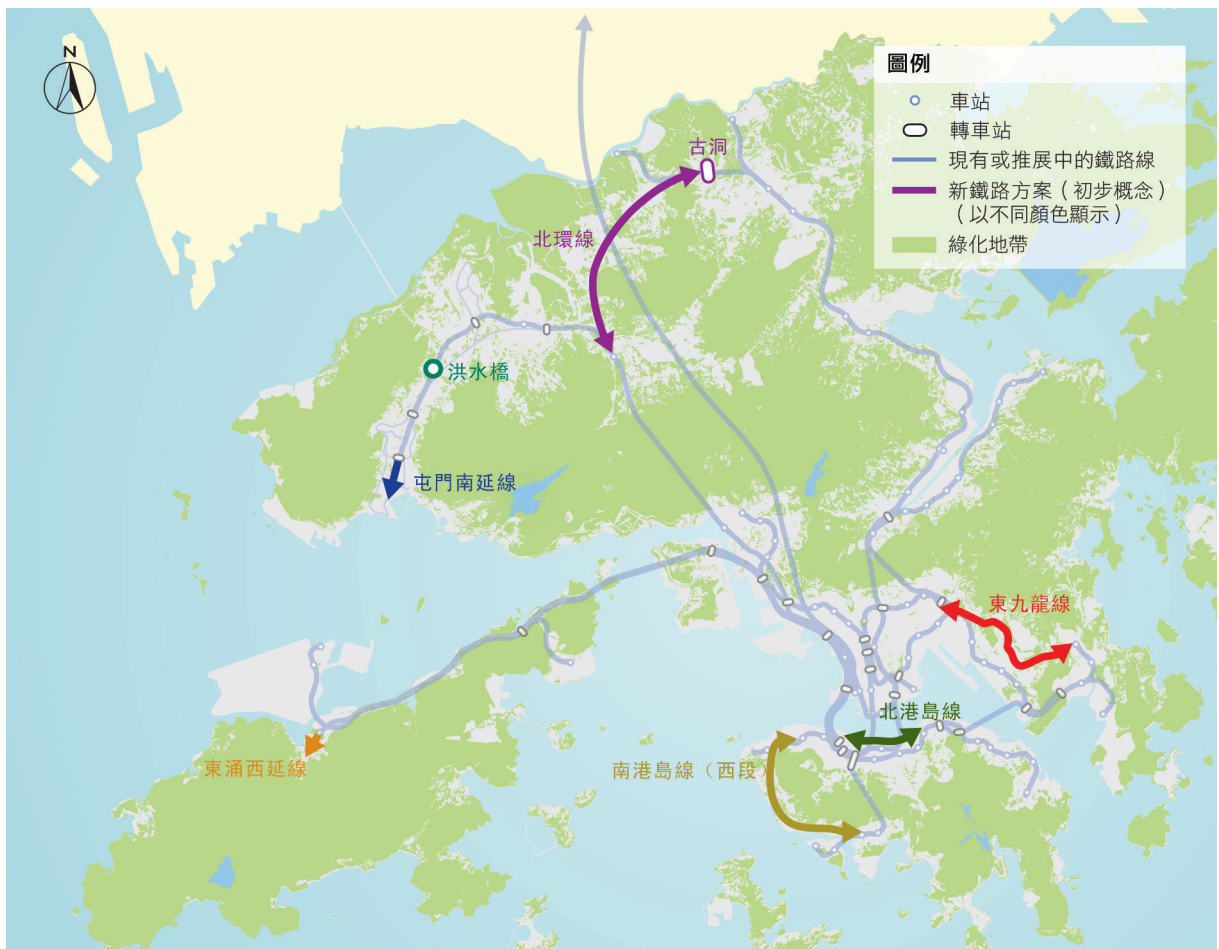 N
圖例
車站
轉車站
現有或推展中的鐵路線
新鐵路方案（初步概念）
（以不同顏色顯示）
綠化地帶
古洞
北環線
洪水橋
屯門南延線
東九龍線
北港島線
南港島線（西段）
東涌西延線